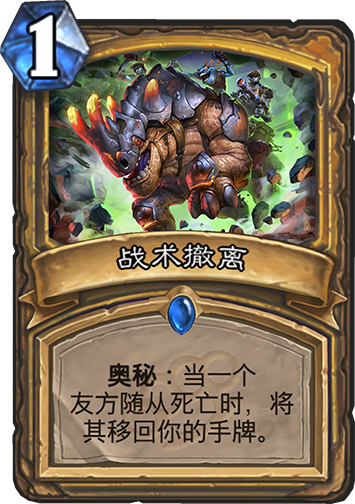 1
战术撤离
奥秘：当一个
友方随从死亡时，将
其移回你的手牌。